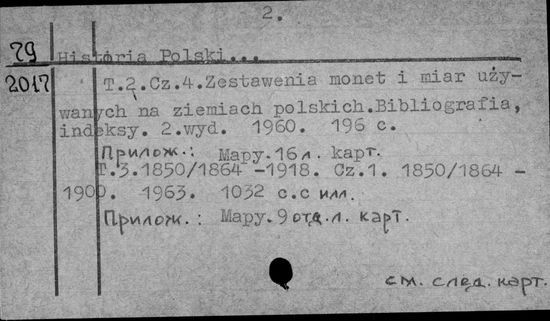 2.
79
2017
Historia Polski...
T.2.Cz.4.Zestawenia monet i miar uży-
wanych na ziemiach polskich.Bibliografia,
indeksy. 2.wyd. 1960. 196 с.
Прилож.: Mapy.16 л. карт.
T.3.1850/1864 -1918. Cz.1. 1850/1864 -
1900. 1963. 1032 с.с илл.
Прилож.: Mapy.9 отд.л. карт.
см. след. карт.